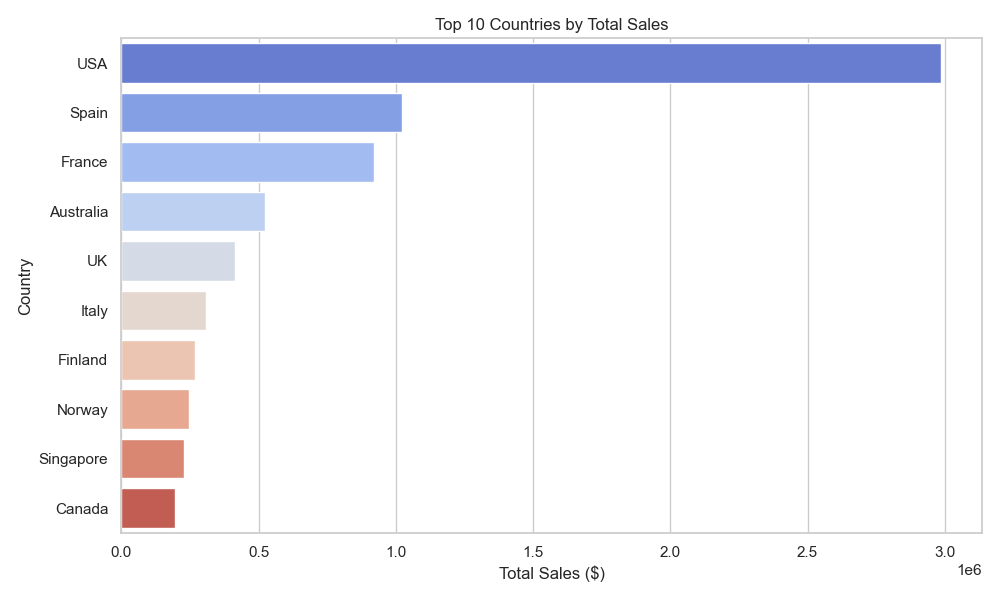 Top 10 Countries by Total Sales
Country
USA
Spain
France
Australia
UK
Italy
Finland
Norway
Singapore
Canada
0.0 0.5 1.0 1.5 2.0 2.5 3.0
1e6
Total Sales ($)